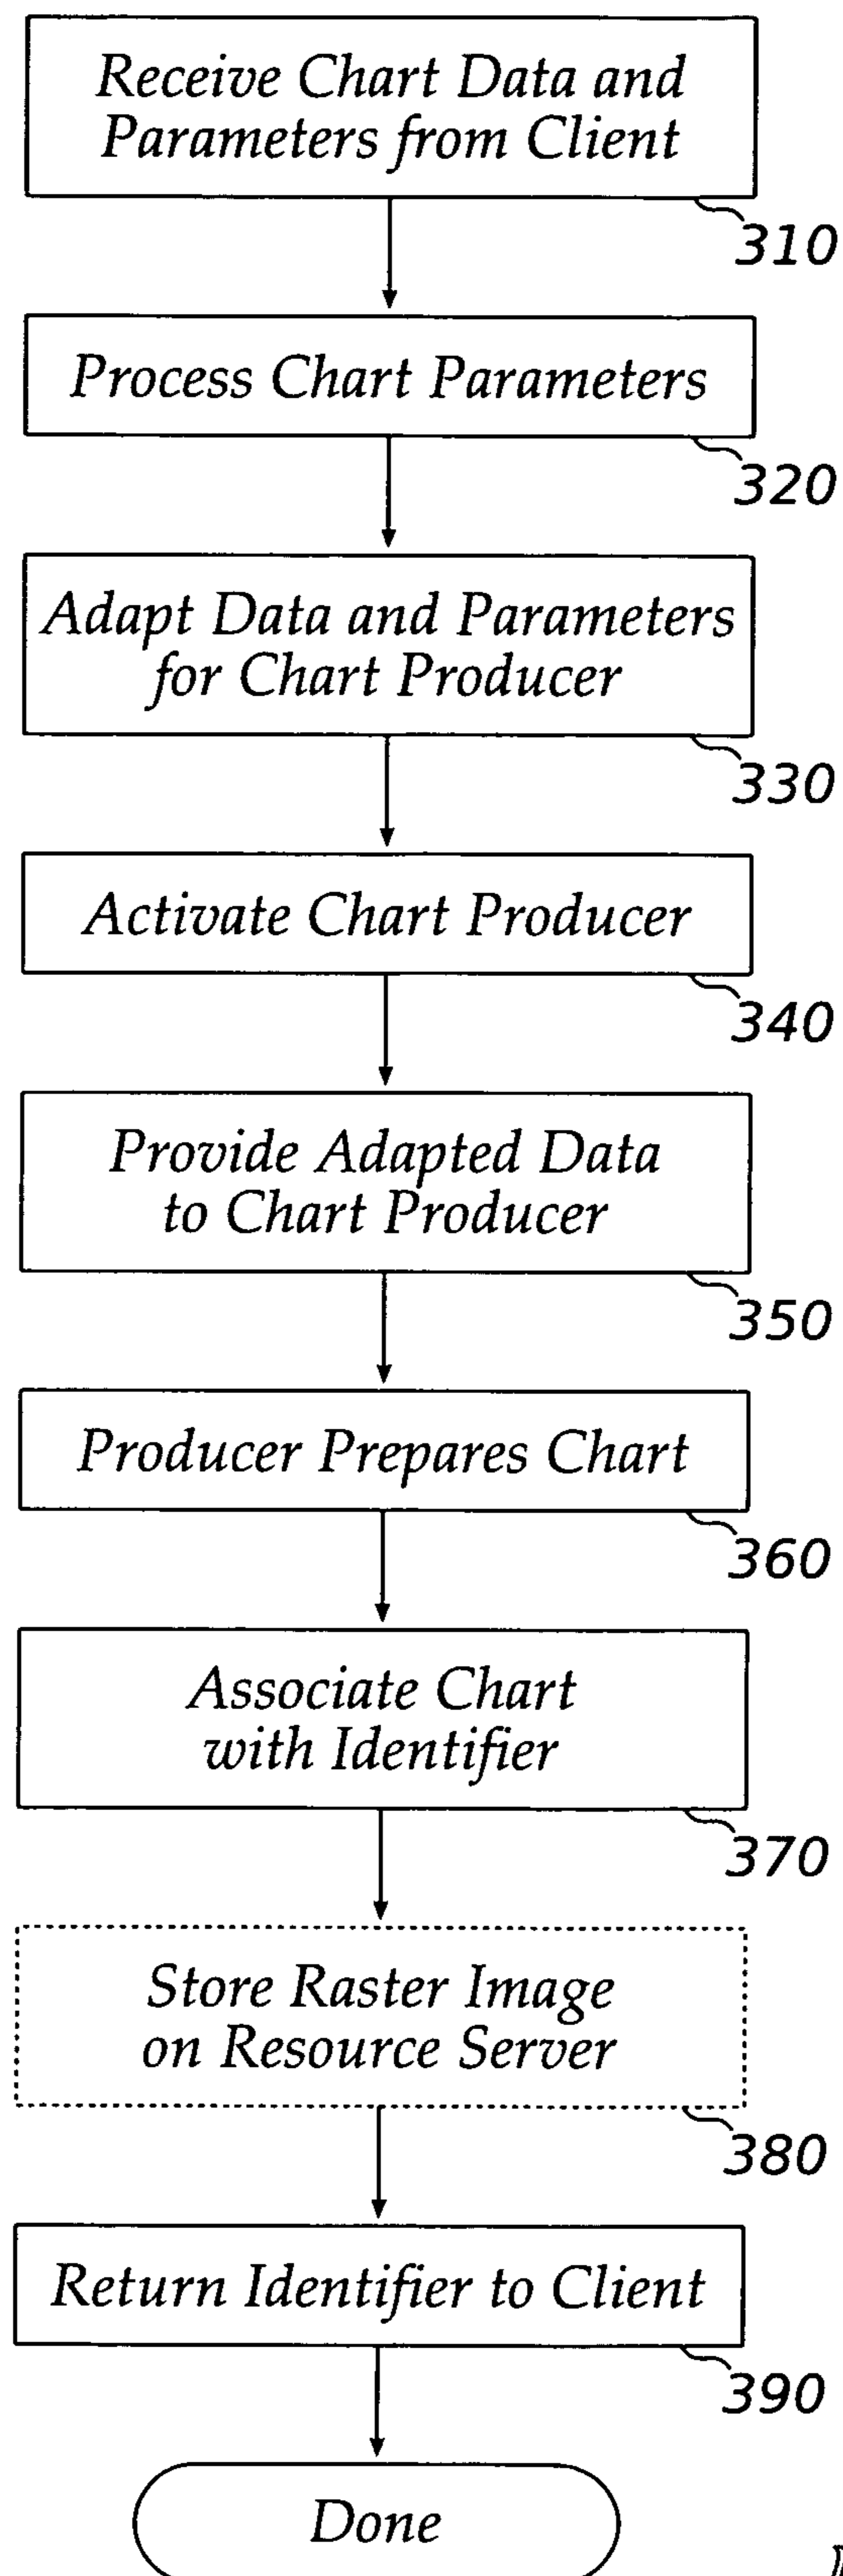 Receive Chart Data and
Parameters from Client
310
Process Chart Parameters
320
Adapt Data and Parameters
for Chart Producer
330
Activate Chart Producer
340
Provide Adapted Data
to Chart Producer
350
Producer Prepares Chart
360
Associate Chart
with Identifier
370
Store Raster Image
on Resource Server
380
Return Identifier to Client
390
Done